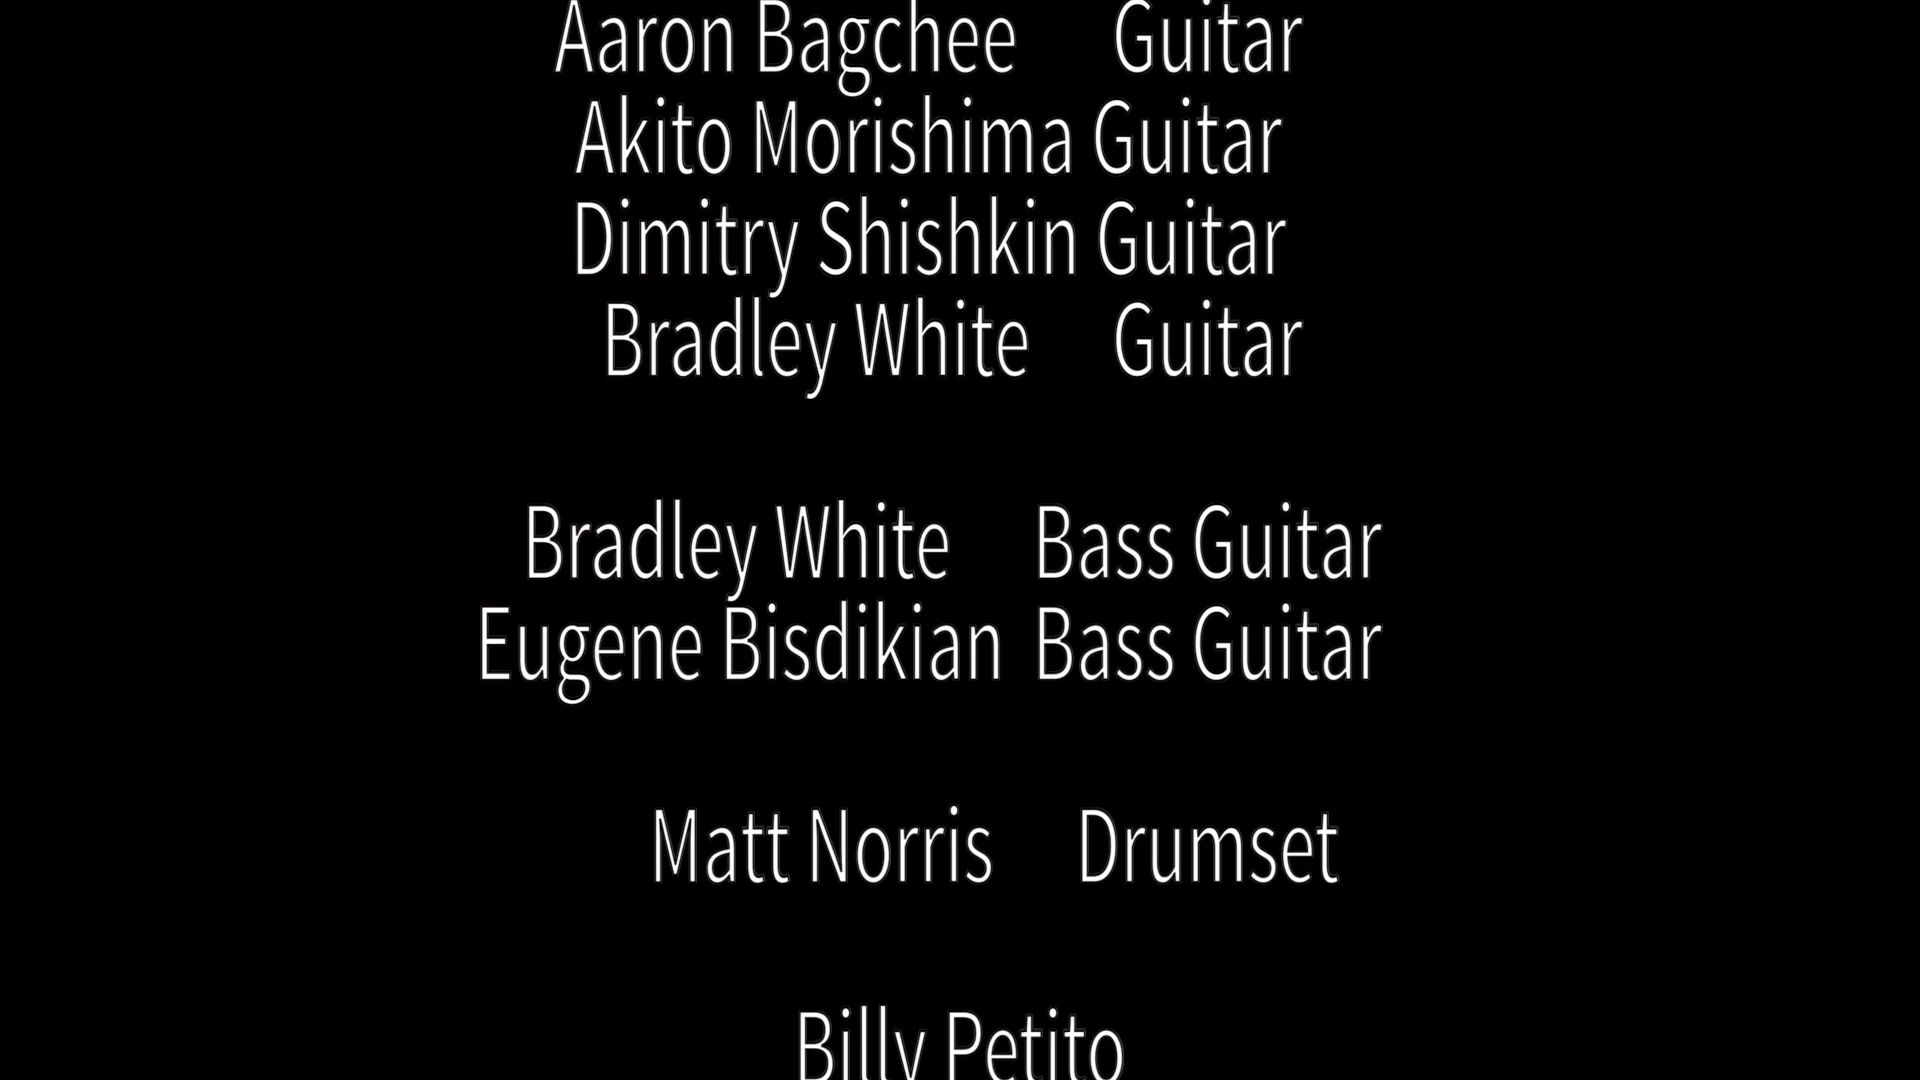 Aaron Bagchee Guitar
Akito Morishima Guitar
Dimitry Shishkin Guitar
Bradley White Guitar
Bradley White Bass Guitar
Eugene Bisdikian Bass Guitar
Matt Norris Drumset
Billy Petito